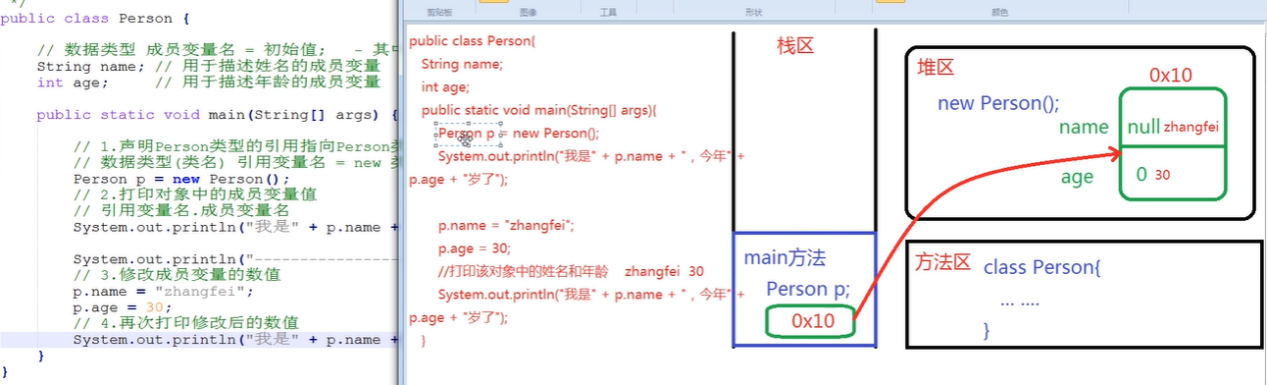 */
public class Person {
// 数据类型 成员变量名 = 初始值; - 其中
String name; // 用于描述姓名的成员变量
int age; // 用于描述年龄的成员变量
public static void main(String[] args) {
// 1.声明Person类型的引用指向Person类
// 数据类型(类名) 引用变量名 = new 类
Person p = new Person();
// 2.打印对象中的成员变量值
// 引用变量名.成员变量名
System.out.println("我是" + p.name +
System.out.println("-----------------
// 3.修改成员变量的数值
p.name = "zhangfei";
p.age = 30;
// 4.再次打印修改后的数值
System.out.println("我是" + p.name +
}
}
剪贴板
图像
工具
形状
颜色
public class Person{
String name;
int age;
public static void main(String[] args){
Person p = new Person();
System.out.println("我是" + p.name + " , 今年" +
p.age + "岁了");
p.name = "zhangfei";
p.age = 30;
//打印该对象中的姓名和年龄 zhangfei 30
System.out.println("我是" + p.name + " , 今年" +
p.age + "岁了");
}
栈区
main方法
Person p;
0x10
堆区
0x10
new Person();
name null zhangfei
age 0 30
方法区 class Person{
... ....
}